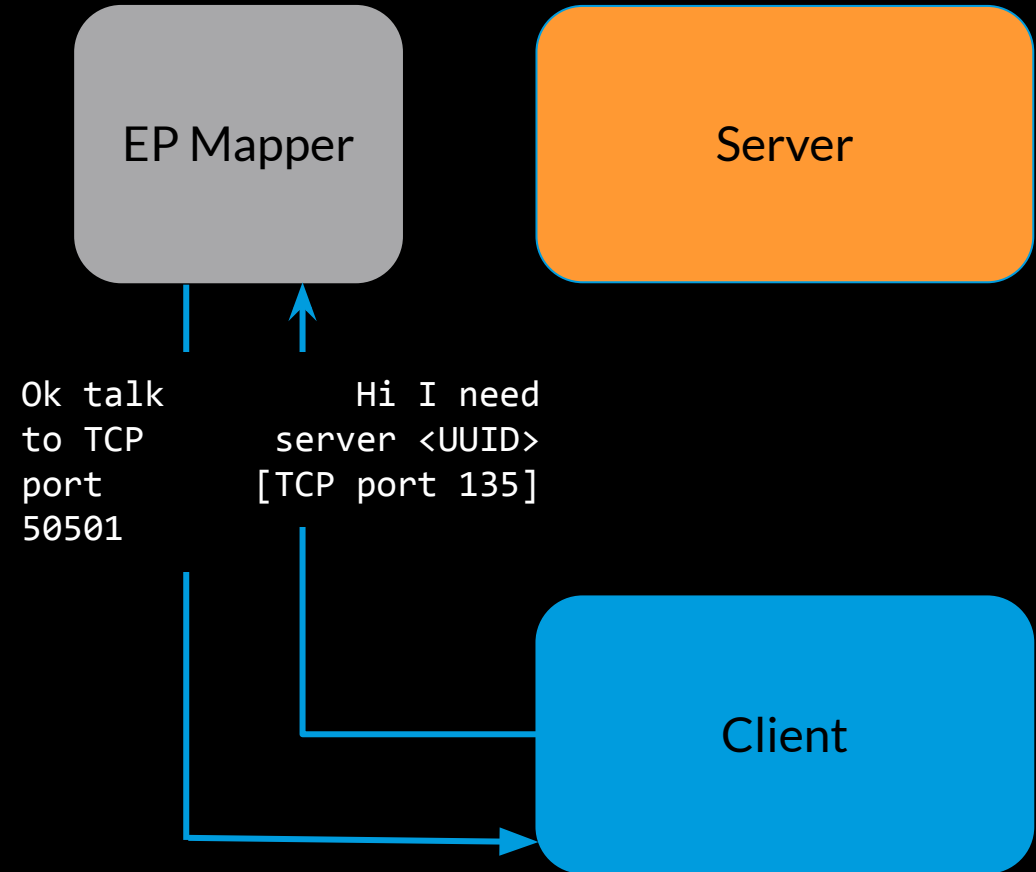 EP Mapper
Server
Ok talk
to TCP
port
50501
Hi I need
server <UUID>
[TCP port 135]
Client